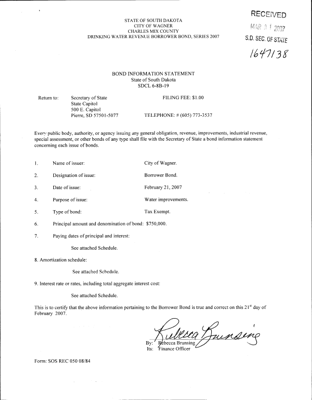 RECEIVED
S.D. SEC. OF STATE
1647138
STATE OF SOUTH DAKOTA
CITY OF WAGNER
CHARLES MIX COUNTY
DRINKING WATER REVENUE BORROWER BOND, SERIES 2007
BOND INFORMATION STATEMENT
State of South Dakota
SDCL 6-8B-19
Return to: Secretary of State FILING FEE: $1.00
State Capitol
500 E. Capitol
Pierre, SD 57501-5077 TELEPHONE: # (605) 773-3537
Every public body, authority, or agency issuing any general obligation, revenue, improvements, industrial revenue,
special assessment, or other bonds of any type shall file with the Secretary of State a bond information statement
concerning each issue of bonds.
1. Name of issuer: City of Wagner.
2. Designation of issue: Borrower Bond.
3. Date of issue: February 21, 2007
4. Purpose of issue: Water improvements.
5. Type of bond: Tax Exempt.
6. Principal amount and denomination of bond: $750,000.
7. Paying dates of principal and interest:
See attached Schedule.
8. Amortization schedule:
See attached Schedule.
9. Interest rate or rates, including total aggregate interest cost:
See attached Schedule.
This is to certify that the above information pertaining to the Borrower Bond is true and correct on this 21st day of
February 2007.
Rebecca Brunsing
By: Rebecca Brunsing
Its: Finance Officer
Form: SOS REC 050 08/84